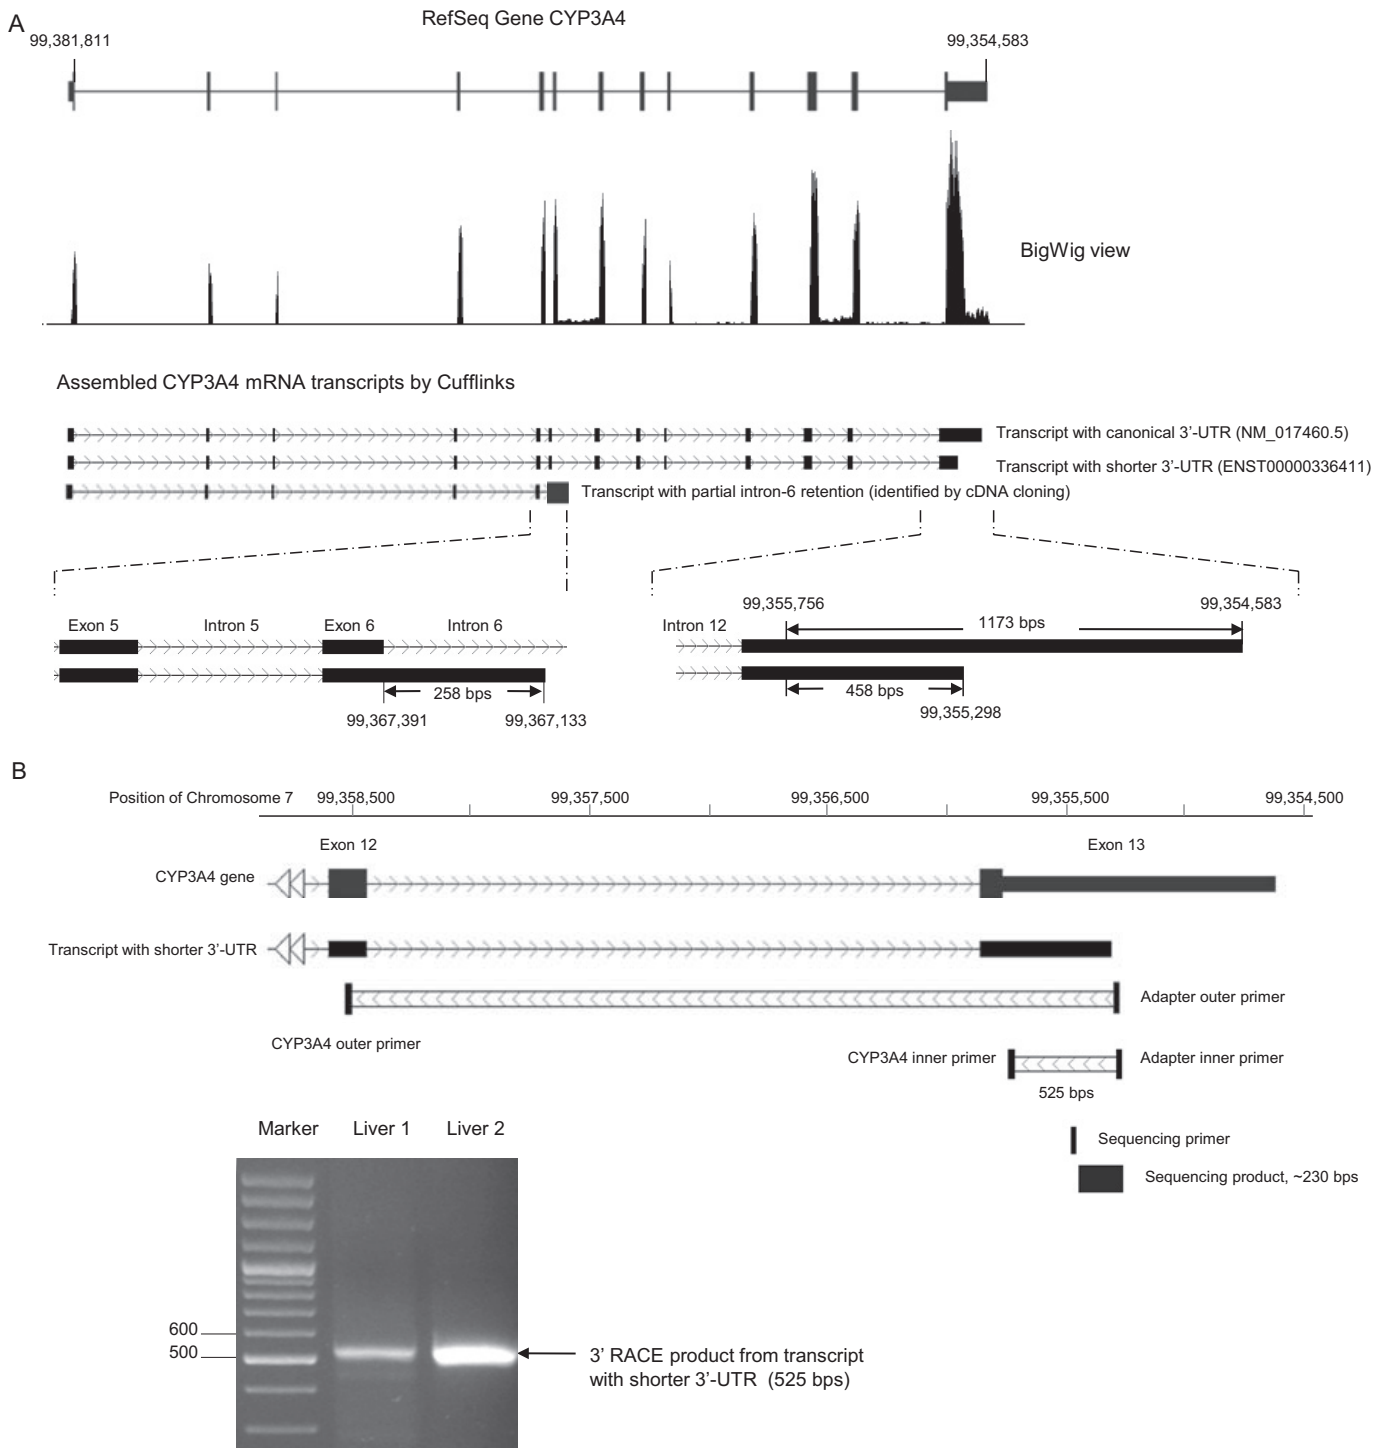 A
RefSeq Gene CYP3A4
99,381,811
99,354,583
BigWig view
Assembled CYP3A4 mRNA transcripts by Cufflinks
Transcript with canonical 3’-UTR (NM_017460.5)
Transcript with shorter 3’-UTR (ENST00000336411)
Transcript with partial intron-6 retention (identified by cDNA cloning)
Exon 5
Intron 5
Exon 6
Intron 6
258 bps
99,367,391
99,367,133
99,355,756
99,354,583
Intron 12
1173 bps
458 bps
99,355,298
B
Position of Chromosome 7
99,358,500
99,357,500
99,356,500
99,355,500
99,354,500
Exon 12
Exon 13
CYP3A4 gene
Transcript with shorter 3’-UTR
Adapter outer primer
CYP3A4 outer primer
CYP3A4 inner primer
Adapter inner primer
525 bps
Sequencing primer
Sequencing product, ~230 bps
Marker
Liver 1
Liver 2
600
500
3’ RACE product from transcript
with shorter 3’-UTR (525 bps)